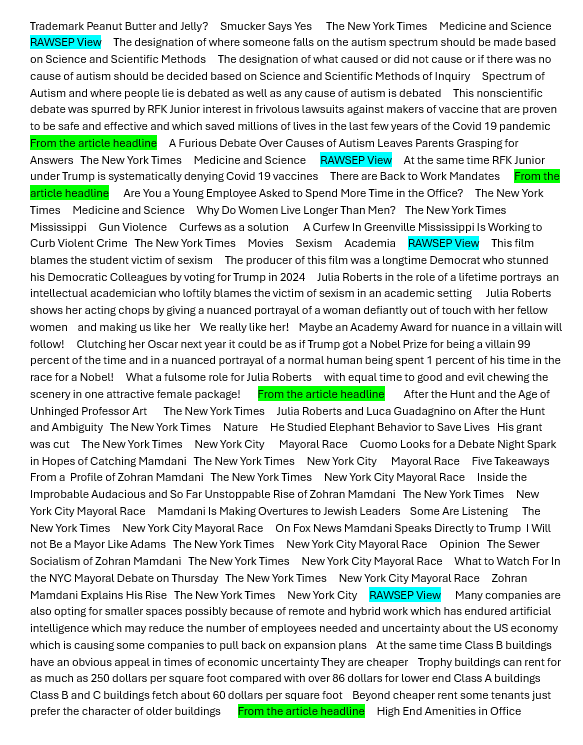 Trademark Peanut Butter and Jelly? Smucker Says Yes The New York Times Medicine and Science
RAWSEP View The designation of where someone falls on the autism spectrum should be made based
on Science and Scientific Methods The designation of what caused or did not cause or if there was no
cause of autism should be decided based on Science and Scientific Methods of Inquiry Spectrum of
Autism and where people lie is debated as well as any cause of autism is debated This nonscientific
debate was spurred by RFK Junior interest in frivolous lawsuits against makers of vaccine that are proven
to be safe and effective and which saved millions of lives in the last few years of the Covid 19 pandemic
From the article headline A Furious Debate Over Causes of Autism Leaves Parents Grasping for
Answers The New York Times Medicine and Science RAWSEP View At the same time RFK Junior
under Trump is systematically denying Covid 19 vaccines There are Back to Work Mandates From the
article headline Are You a Young Employee Asked to Spend More Time in the Office? The New York
Times Medicine and Science Why Do Women Live Longer Than Men? The New York Times
Mississippi Gun Violence Curfews as a solution A Curfew In Greenville Mississippi Is Working to
Curb Violent Crime The New York Times Movies Sexism Academia RAWSEP View This film
blames the student victim of sexism The producer of this film was a longtime Democrat who stunned
his Democratic Colleagues by voting for Trump in 2024 Julia Roberts in the role of a lifetime portrays an
intellectual academician who loftily blames the victim of sexism in an academic setting Julia Roberts
shows her acting chops by giving a nuanced portrayal of a woman defiantly out of touch with her fellow
women and making us like her We really like her! Maybe an Academy Award for nuance in a villain will
follow! Clutching her Oscar next year it could be as if Trump got a Nobel Prize for being a villain 99
percent of the time and in a nuanced portrayal of a normal human being spent 1 percent of his time in the
race for a Nobel! What a fulsome role for Julia Roberts with equal time to good and evil chewing the
scenery in one attractive female package! From the article headline After the Hunt and the Age of
Unhinged Professor Art The New York Times Julia Roberts and Luca Guadagnino on After the Hunt
and Ambiguity The New York Times Nature He Studied Elephant Behavior to Save Lives His grant
was cut The New York Times New York City Mayoral Race Cuomo Looks for a Debate Night Spark
in Hopes of Catching Mamdani The New York Times New York City Mayoral Race Five Takeaways
From a Profile of Zohran Mamdani The New York Times New York City Mayoral Race Inside the
Improbable Audacious and So Far Unstoppable Rise of Zohran Mamdani The New York Times New
York City Mayoral Race Mamdani Is Making Overtures to Jewish Leaders Some Are Listening The
New York Times New York City Mayoral Race On Fox News Mamdani Speaks Directly to Trump I Will
not Be a Mayor Like Adams The New York Times New York City Mayoral Race Opinion The Sewer
Socialism of Zohran Mamdani The New York Times New York City Mayoral Race What to Watch For In
the NYC Mayoral Debate on Thursday The New York Times New York City Mayoral Race Zohran
Mamdani Explains His Rise The New York Times New York City RAWSEP View Many companies are
also opting for smaller spaces possibly because of remote and hybrid work which has endured artificial
intelligence which may reduce the number of employees needed and uncertainty about the US economy
which is causing some companies to pull back on expansion plans At the same time Class B buildings
have an obvious appeal in times of economic uncertainty They are cheaper Trophy buildings can rent for
as much as 250 dollars per square foot compared with over 86 dollars for lower end Class A buildings
Class B and C buildings fetch about 60 dollars per square foot Beyond cheaper rent some tenants just
prefer the character of older buildings From the article headline High End Amenities in Office